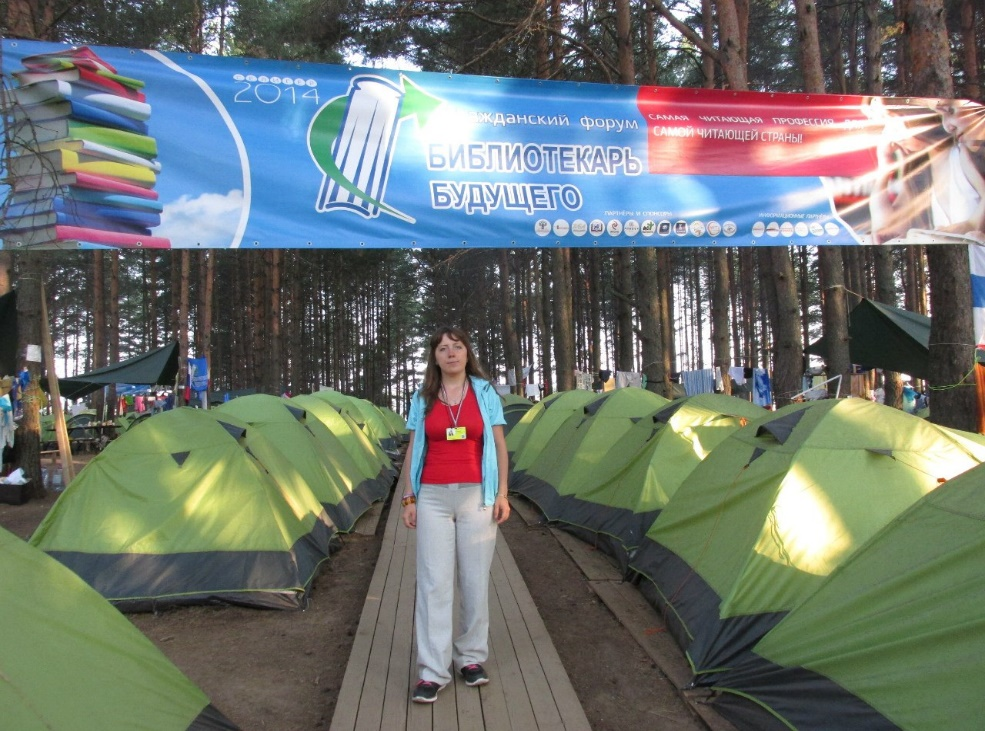 2014
гражданский форум
БИБЛИОТЕКАРЬ
БУДУЩЕГО
САМАЯ ЧИТАЮЩАЯ ПРОФЕССИЯ
САМОЙ ЧИТАЮЩЕЙ СТРАНЫ!